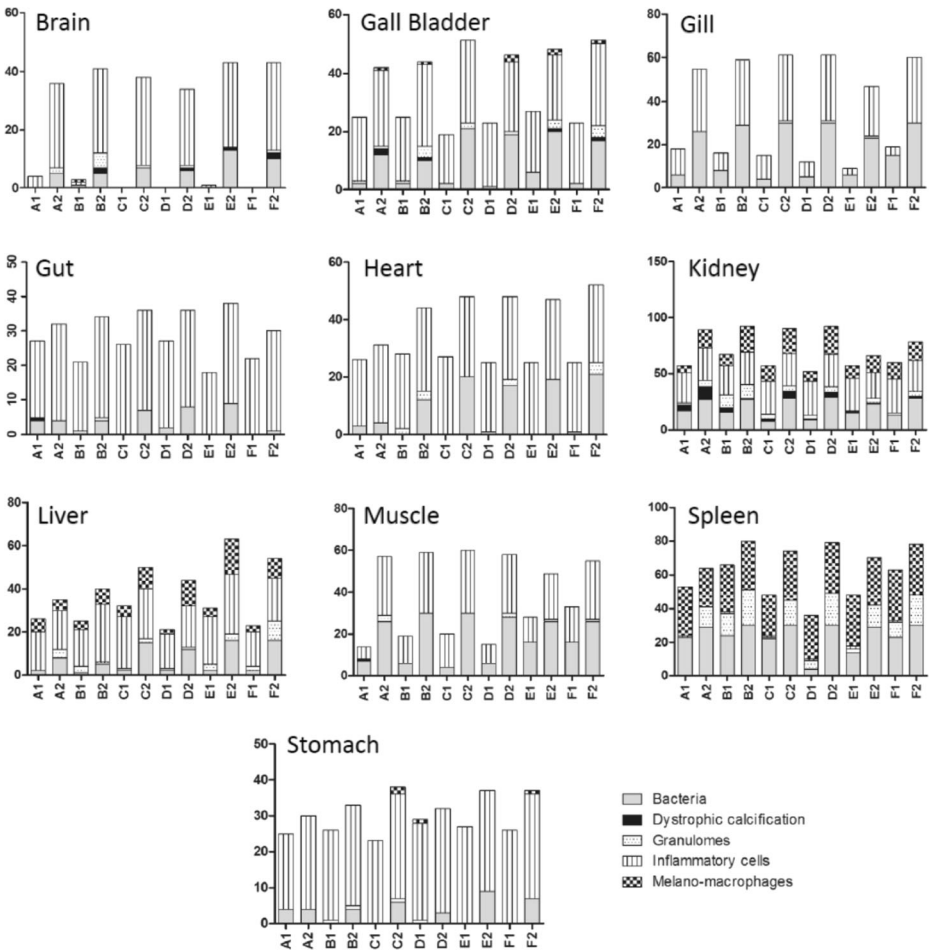 Brain
60
40
20
0
A1 A2 B1 B2 C1 C2 D1 D2 E1 E2 F1 F2
Gall Bladder
60
40
20
0
A1 A2 B1 B2 C1 C2 D1 D2 E1 E2 F1 F2
Gill
80
60
40
20
0
A1 A2 B1 B2 C1 C2 D1 D2 E1 E2 F1 F2
Gut
50
40
30
20
10
0
A1 A2 B1 B2 C1 C2 D1 D2 E1 E2 F1 F2
Heart
60
40
20
0
A1 A2 B1 B2 C1 C2 D1 D2 E1 E2 F1 F2
Kidney
150
100
50
0
A1 A2 B1 B2 C1 C2 D1 D2 E1 E2 F1 F2
Liver
80
60
40
20
0
A1 A2 B1 B2 C1 C2 D1 D2 E1 E2 F1 F2
Muscle
80
60
40
20
0
A1 A2 B1 B2 C1 C2 D1 D2 E1 E2 F1 F2
Spleen
100
80
60
40
20
0
A1 A2 B1 B2 C1 C2 D1 D2 E1 E2 F1 F2
Stomach
50
40
30
20
10
0
A1 A2 B1 B2 C1 C2 D1 D2 E1 E2 F1 F2
Bacteria
Dystrophic calcification
Granulomes
Inflammatory cells
Melano-macrophages